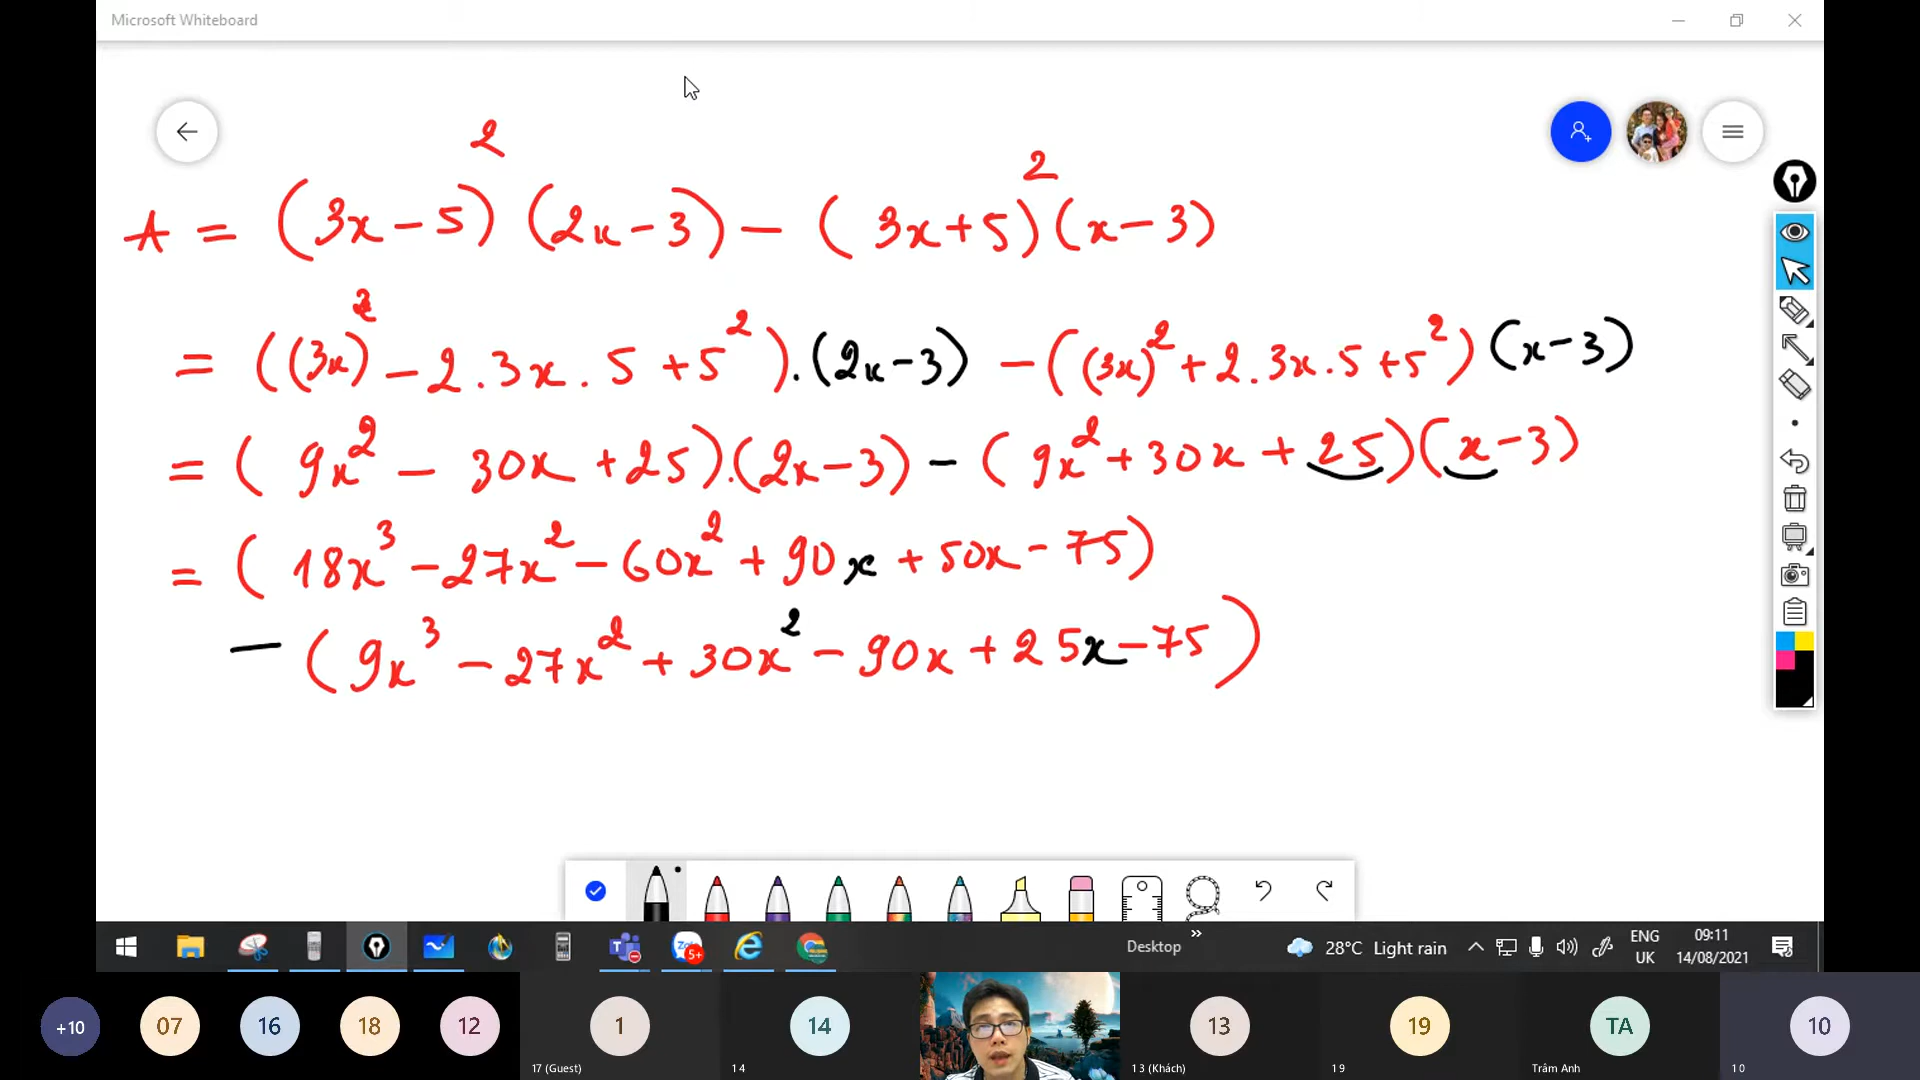 Microsoft Whiteboard
A = (3x - 5)² (2x - 3) - (3x + 5)² (x - 3)
= ((3x)² - 2.3x.5 + 5²).(2x - 3) - ((3x)² + 2.3x.5 + 5²)(x - 3)
= (9x² - 30x + 25).(2x - 3) - (9x² + 30x + 25)(x - 3)
= (18x³ - 27x² - 60x² + 90x + 50x - 75)
- (9x³ - 27x² + 30x² - 90x + 25x - 75)
Desktop
28°C Light rain
ENG
UK
09:11
14/08/2021
5+
+10 07 16 18 12 1 14 13 19 TA 10
17 (Guest) 14 13 (Khách) 19 Trâm Anh 10